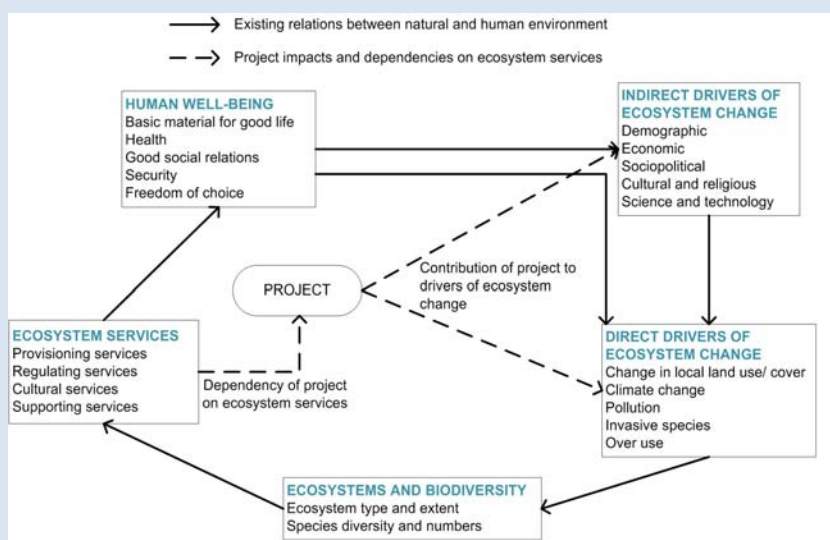 Existing relations between natural and human environment
Project impacts and dependencies on ecosystem services
HUMAN WELL-BEING
Basic material for good life
Health
Good social relations
Security
Freedom of choice
INDIRECT DRIVERS OF
ECOSYSTEM CHANGE
Demographic
Economic
Sociopolitical
Cultural and religious
Science and technology
PROJECT
Contribution of project to
drivers of ecosystem
change
ECOSYSTEM SERVICES
Provisioning services
Regulating services
Cultural services
Supporting services
Dependency of project
on ecosystem services
DIRECT DRIVERS OF
ECOSYSTEM CHANGE
Change in local land use/ cover
Climate change
Pollution
Invasive species
Over use
ECOSYSTEMS AND BIODIVERSITY
Ecosystem type and extent
Species diversity and numbers